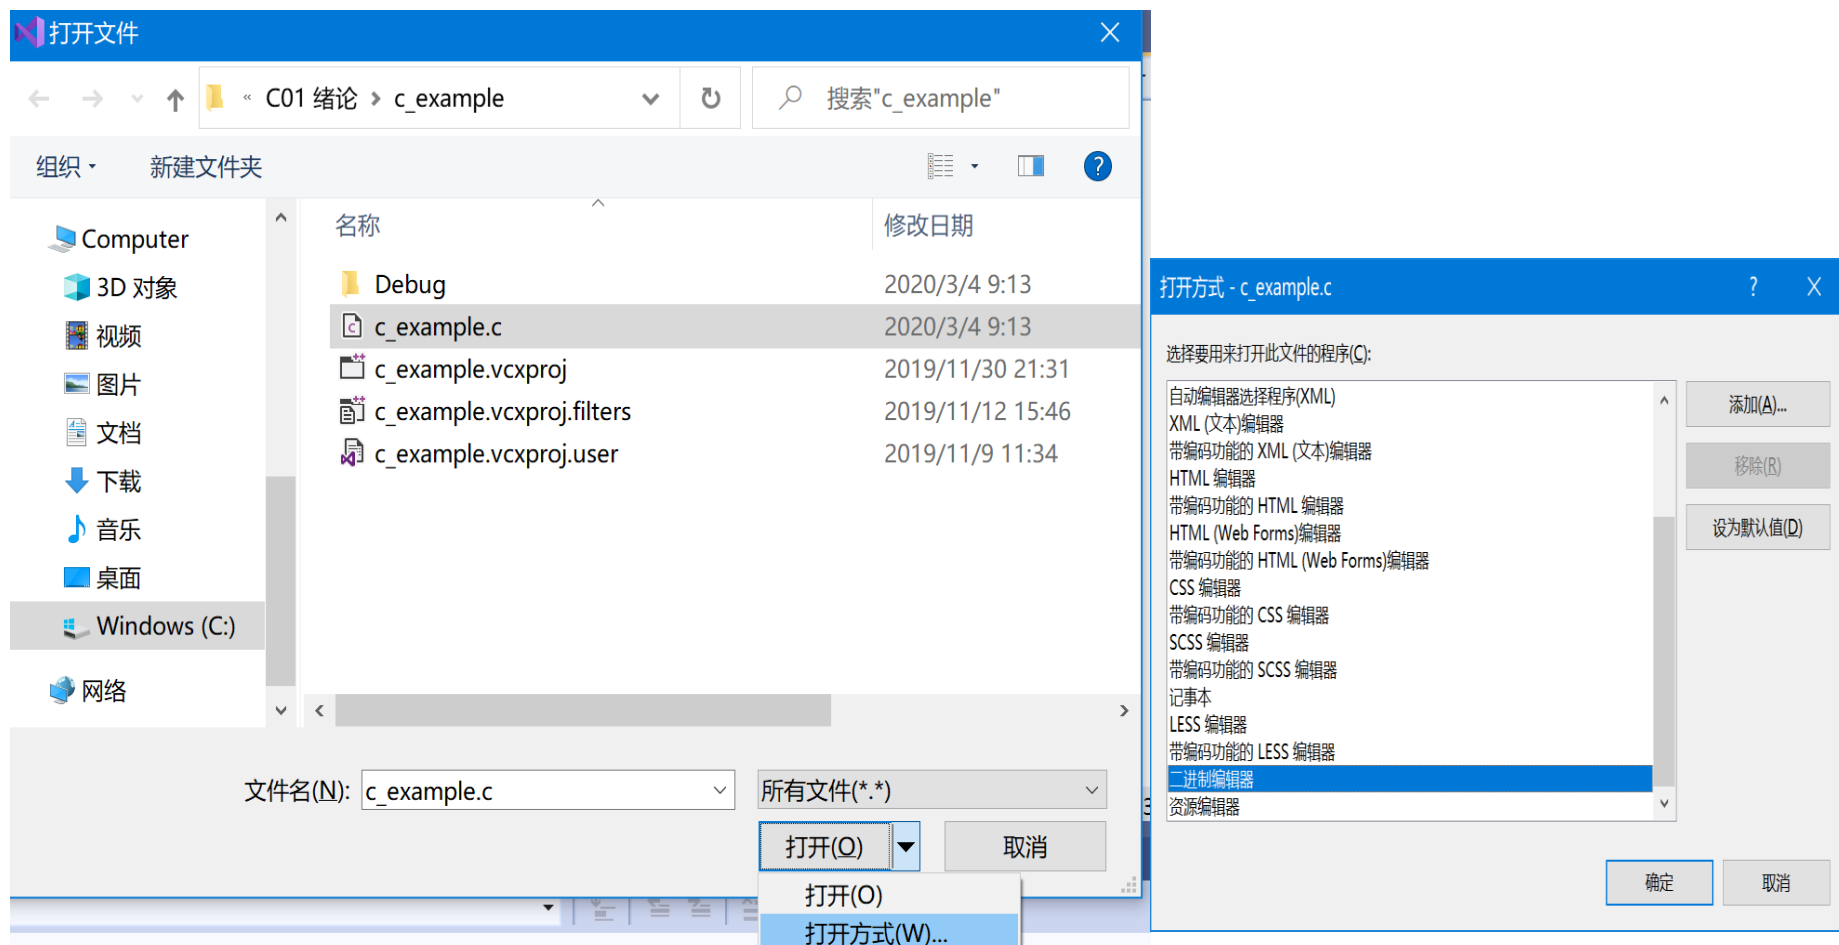 打开文件
« C01 绪论 > c_example
搜索"c_example"
组织
新建文件夹
名称
修改日期
Computer
3D 对象
视频
图片
文档
下载
音乐
桌面
Windows (C:)
网络
Debug 2020/3/4 9:13
c_example.c 2020/3/4 9:13
c_example.vcxproj 2019/11/30 21:31
c_example.vcxproj.filters 2019/11/12 15:46
c_example.vcxproj.user 2019/11/9 11:34
文件名(N): c_example.c
所有文件(*.*)
打开(O)
取消
打开(O)
打开方式(W)...
打开方式 - c_example.c
选择要用来打开此文件的程序(C):
自动编辑器选择程序(XML)
XML (文本)编辑器
带编码功能的 XML (文本)编辑器
HTML 编辑器
带编码功能的 HTML 编辑器
HTML (Web Forms)编辑器
带编码功能的 HTML (Web Forms)编辑器
CSS 编辑器
带编码功能的 CSS 编辑器
SCSS 编辑器
带编码功能的 SCSS 编辑器
记事本
LESS 编辑器
带编码功能的 LESS 编辑器
二进制编辑器
资源编辑器
添加(A)...
移除(R)
设为默认值(D)
确定
取消